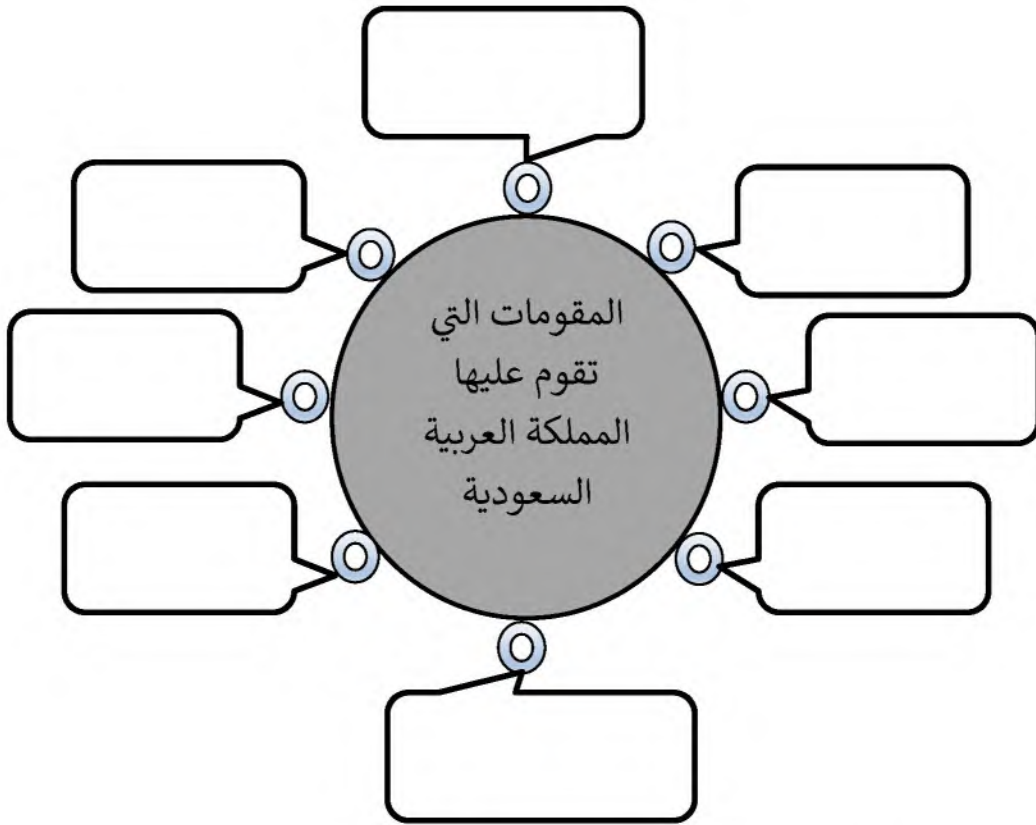 المقومات التي
تقوم عليها
المملكة العربية
السعودية